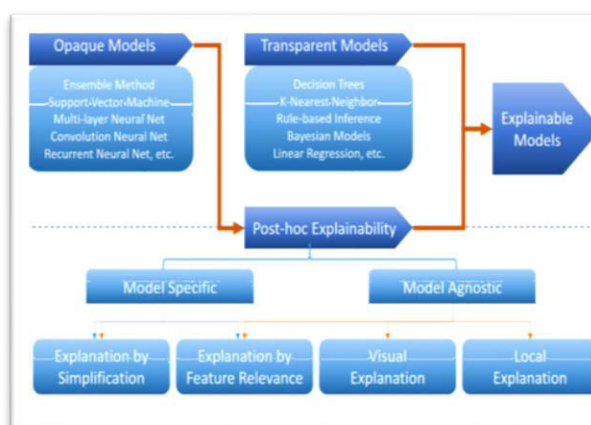 Opaque Models
Ensemble Method
Support Vector Machine
Multi-layer Neural Net
Convolution Neural Net
Recurrent Neural Net, etc.
Transparent Models
Decision Trees
K-Nearest-Neighbor
Rule-based Inference
Bayesian Models
Linear Regression, etc.
Explainable
Models
Post-hoc Explainability
Model Specific
Model Agnostic
Explanation by
Simplification
Explanation by
Feature Relevance
Visual
Explanation
Local
Explanation